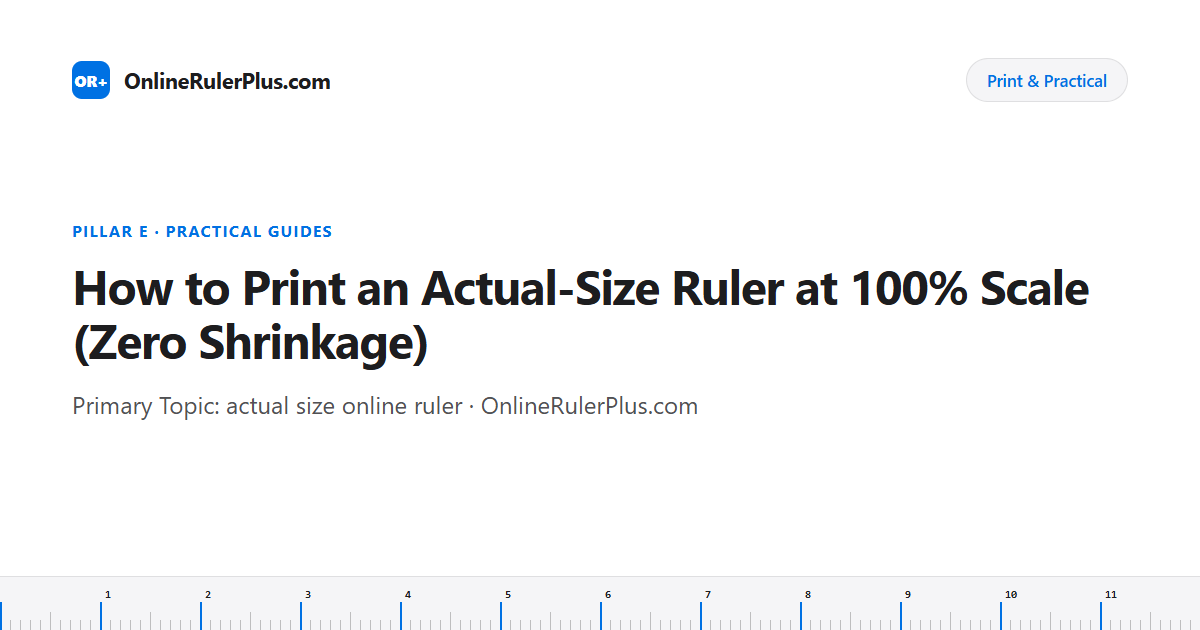 OR+ OnlineRulerPlus.com
Print & Practical
PILLAR E · PRACTICAL GUIDES
How to Print an Actual-Size Ruler at 100% Scale
(Zero Shrinkage)
Primary Topic: actual size online ruler · OnlineRulerPlus.com
1 2 3 4 5 6 7 8 9 10 11